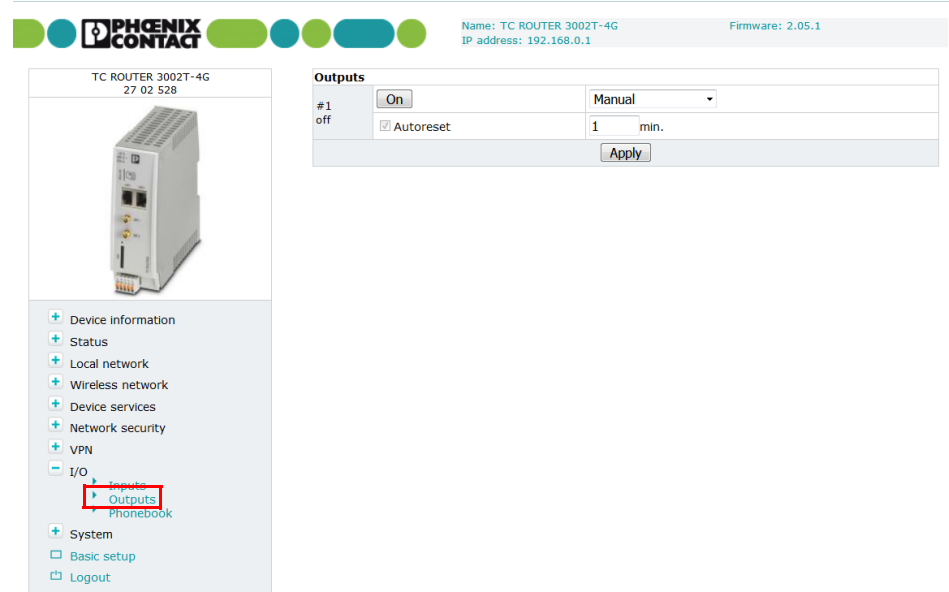 PHŒNIX
CONTACT
Name: TC ROUTER 3002T-4G
Firmware: 2.05.1
IP address: 192.168.0.1
TC ROUTER 3002T-4G
27 02 528
Outputs
#1
off
On
Manual
Autoreset
1 min.
Apply
Device information
Status
Local network
Wireless network
Device services
Network security
VPN
I/O
Inputs
Outputs
Phonebook
System
Basic setup
Logout